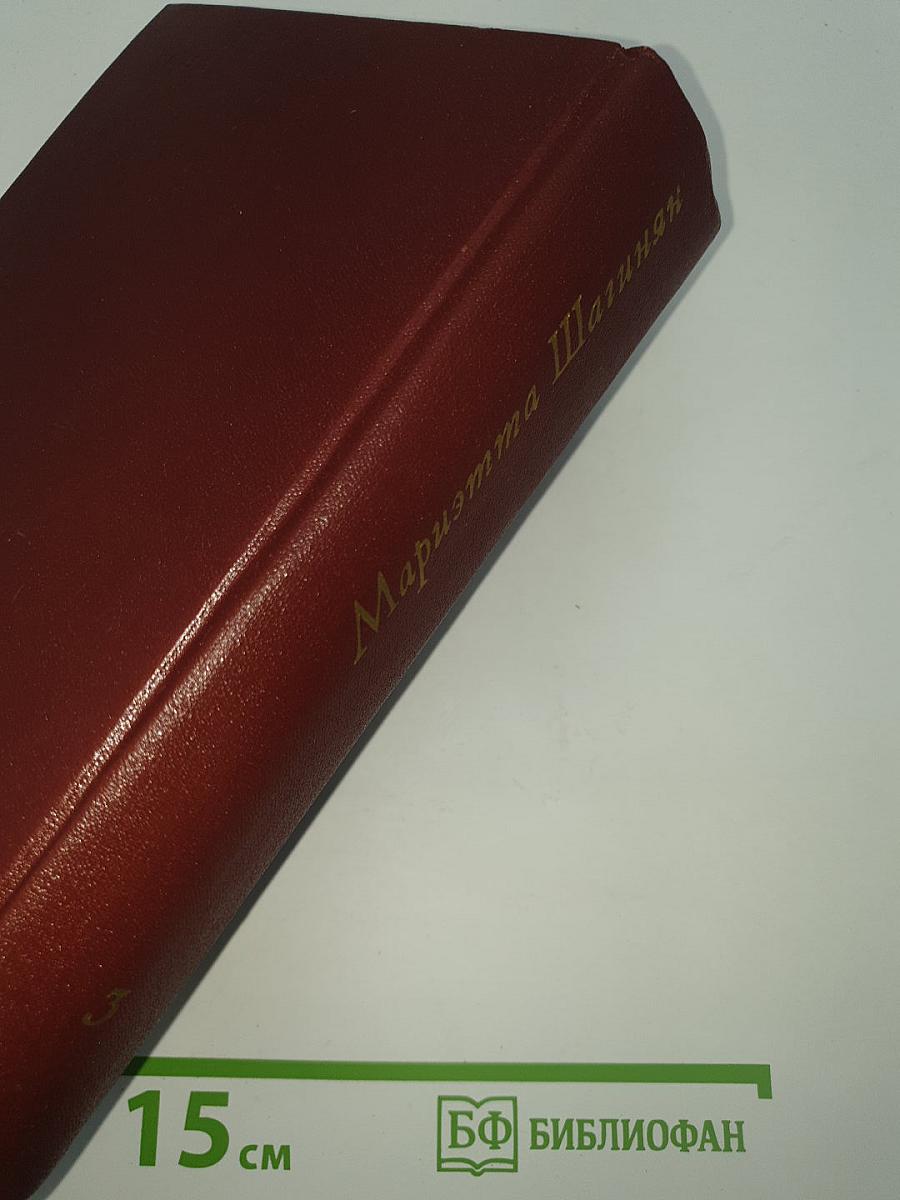 Мариэтта Шагинян
3
15 см
БФ БИБЛИОФАН